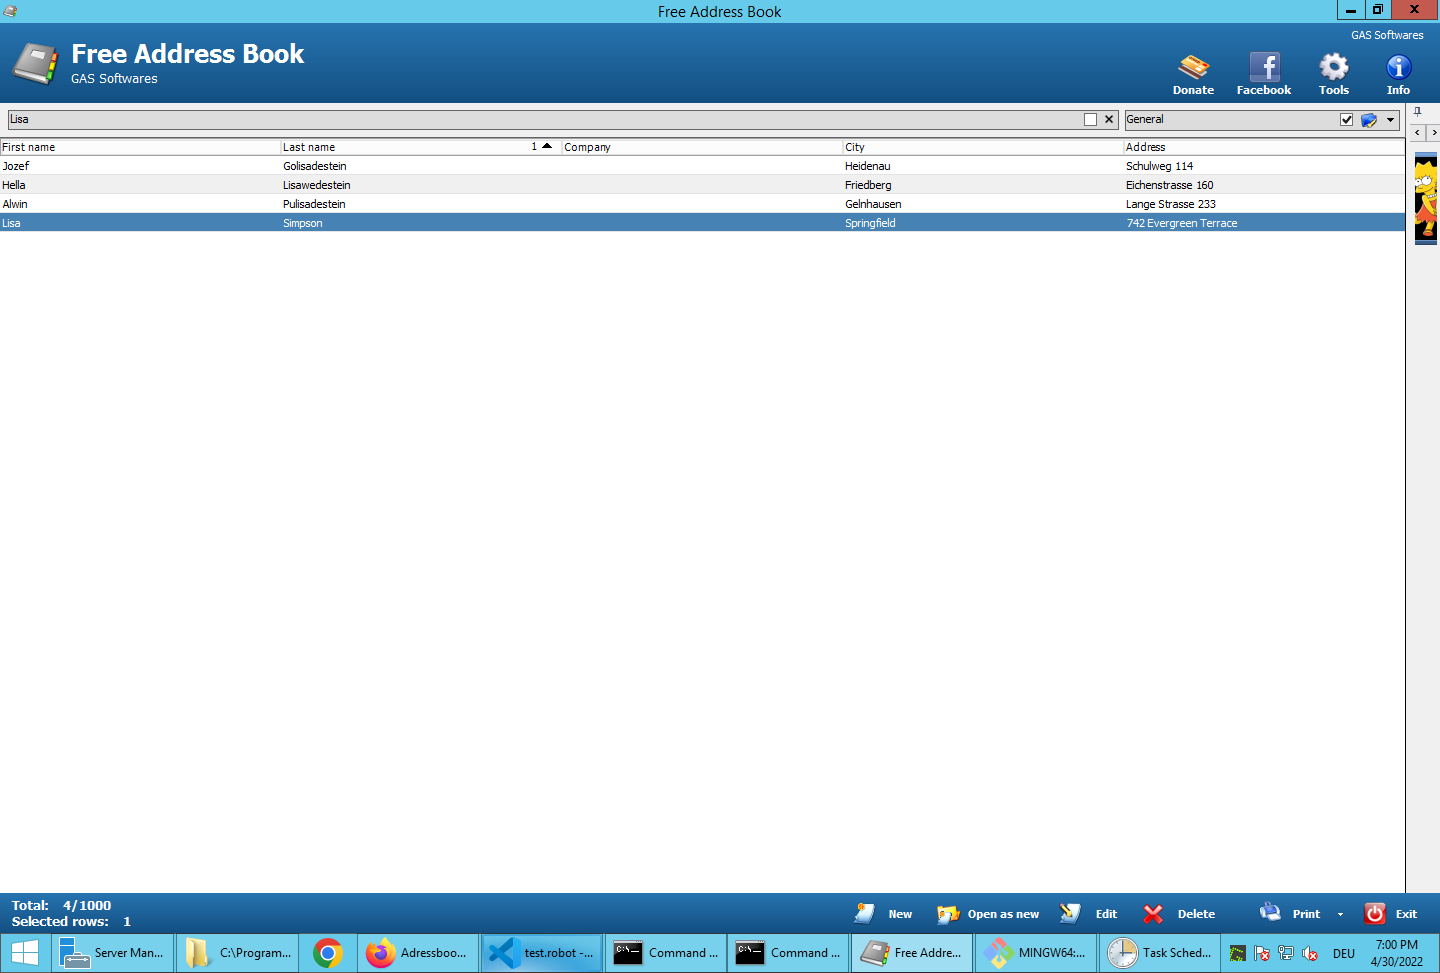 Free Address Book
GAS Softwares
Free Address Book
GAS Softwares
Donate Facebook Tools Info
Lisa General
First name Last name 1 Company City Address
Jozef Golisadestein Heidenau Schulweg 114
Hella Lisawedestein Friedberg Eichenstrasse 160
Alwin Pulisadestein Gelnhausen Lange Strasse 233
Lisa Simpson Springfield 742 Evergreen Terrace
Total: 4/1000
Selected rows: 1
New Open as new Edit Delete Print Exit
Server Man... C:\Program... Adressboo... test.robot -... Command ... Command ... Free Addre... MINGW64:... Task Sched... DEU 7:00 PM
4/30/2022